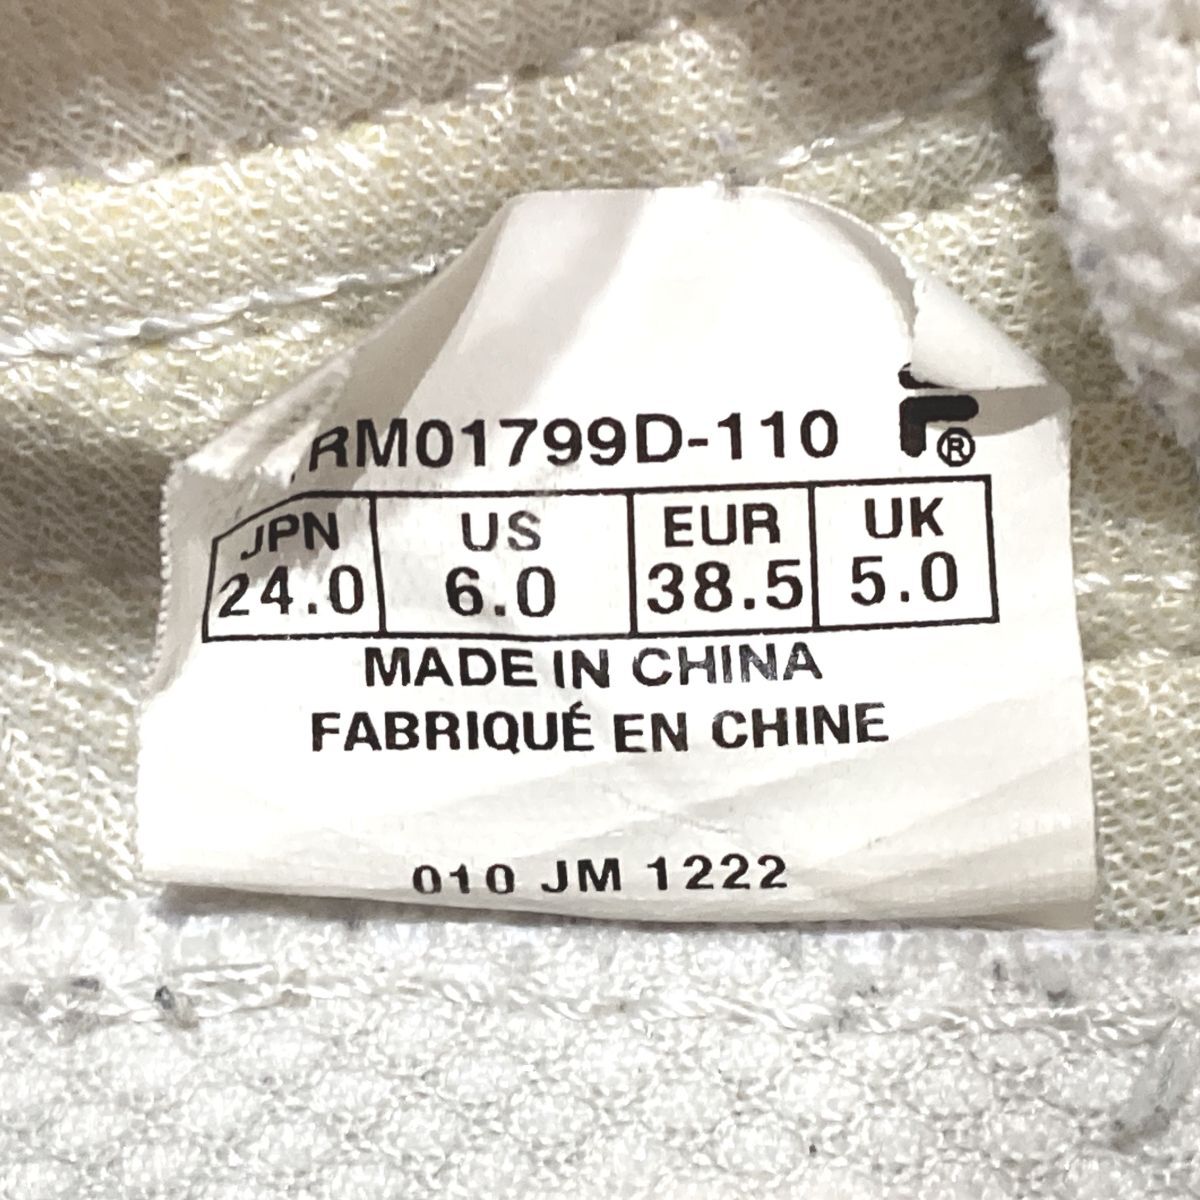 RM01799D-110
®
JPN US EUR UK
24.0 6.0 38.5 5.0
MADE IN CHINA
FABRIQUÉ EN CHINE
010 JM 1222